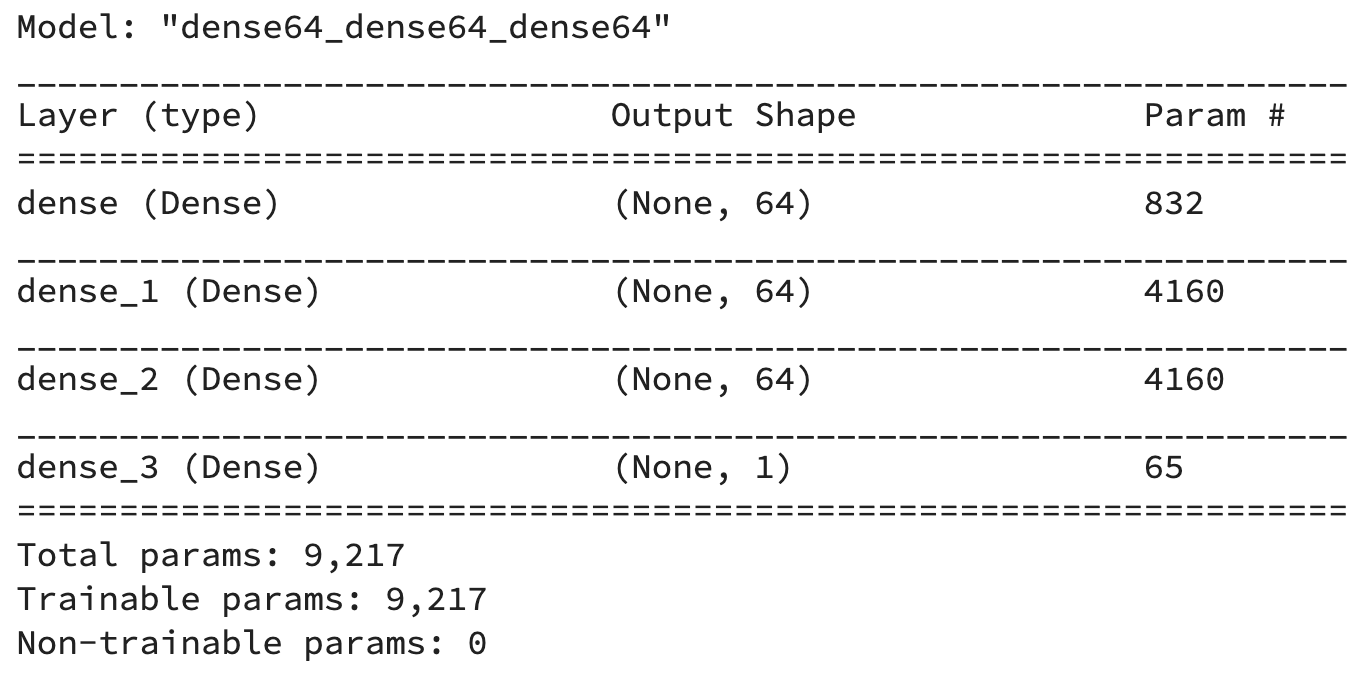 Model: "dense64_dense64_dense64"
_________________________________________________________________
Layer (type)                 Output Shape              Param #
=================================================================
dense (Dense)                (None, 64)                832
_________________________________________________________________
dense_1 (Dense)              (None, 64)                4160
_________________________________________________________________
dense_2 (Dense)              (None, 64)                4160
_________________________________________________________________
dense_3 (Dense)              (None, 1)                 65
=================================================================
Total params: 9,217
Trainable params: 9,217
Non-trainable params: 0